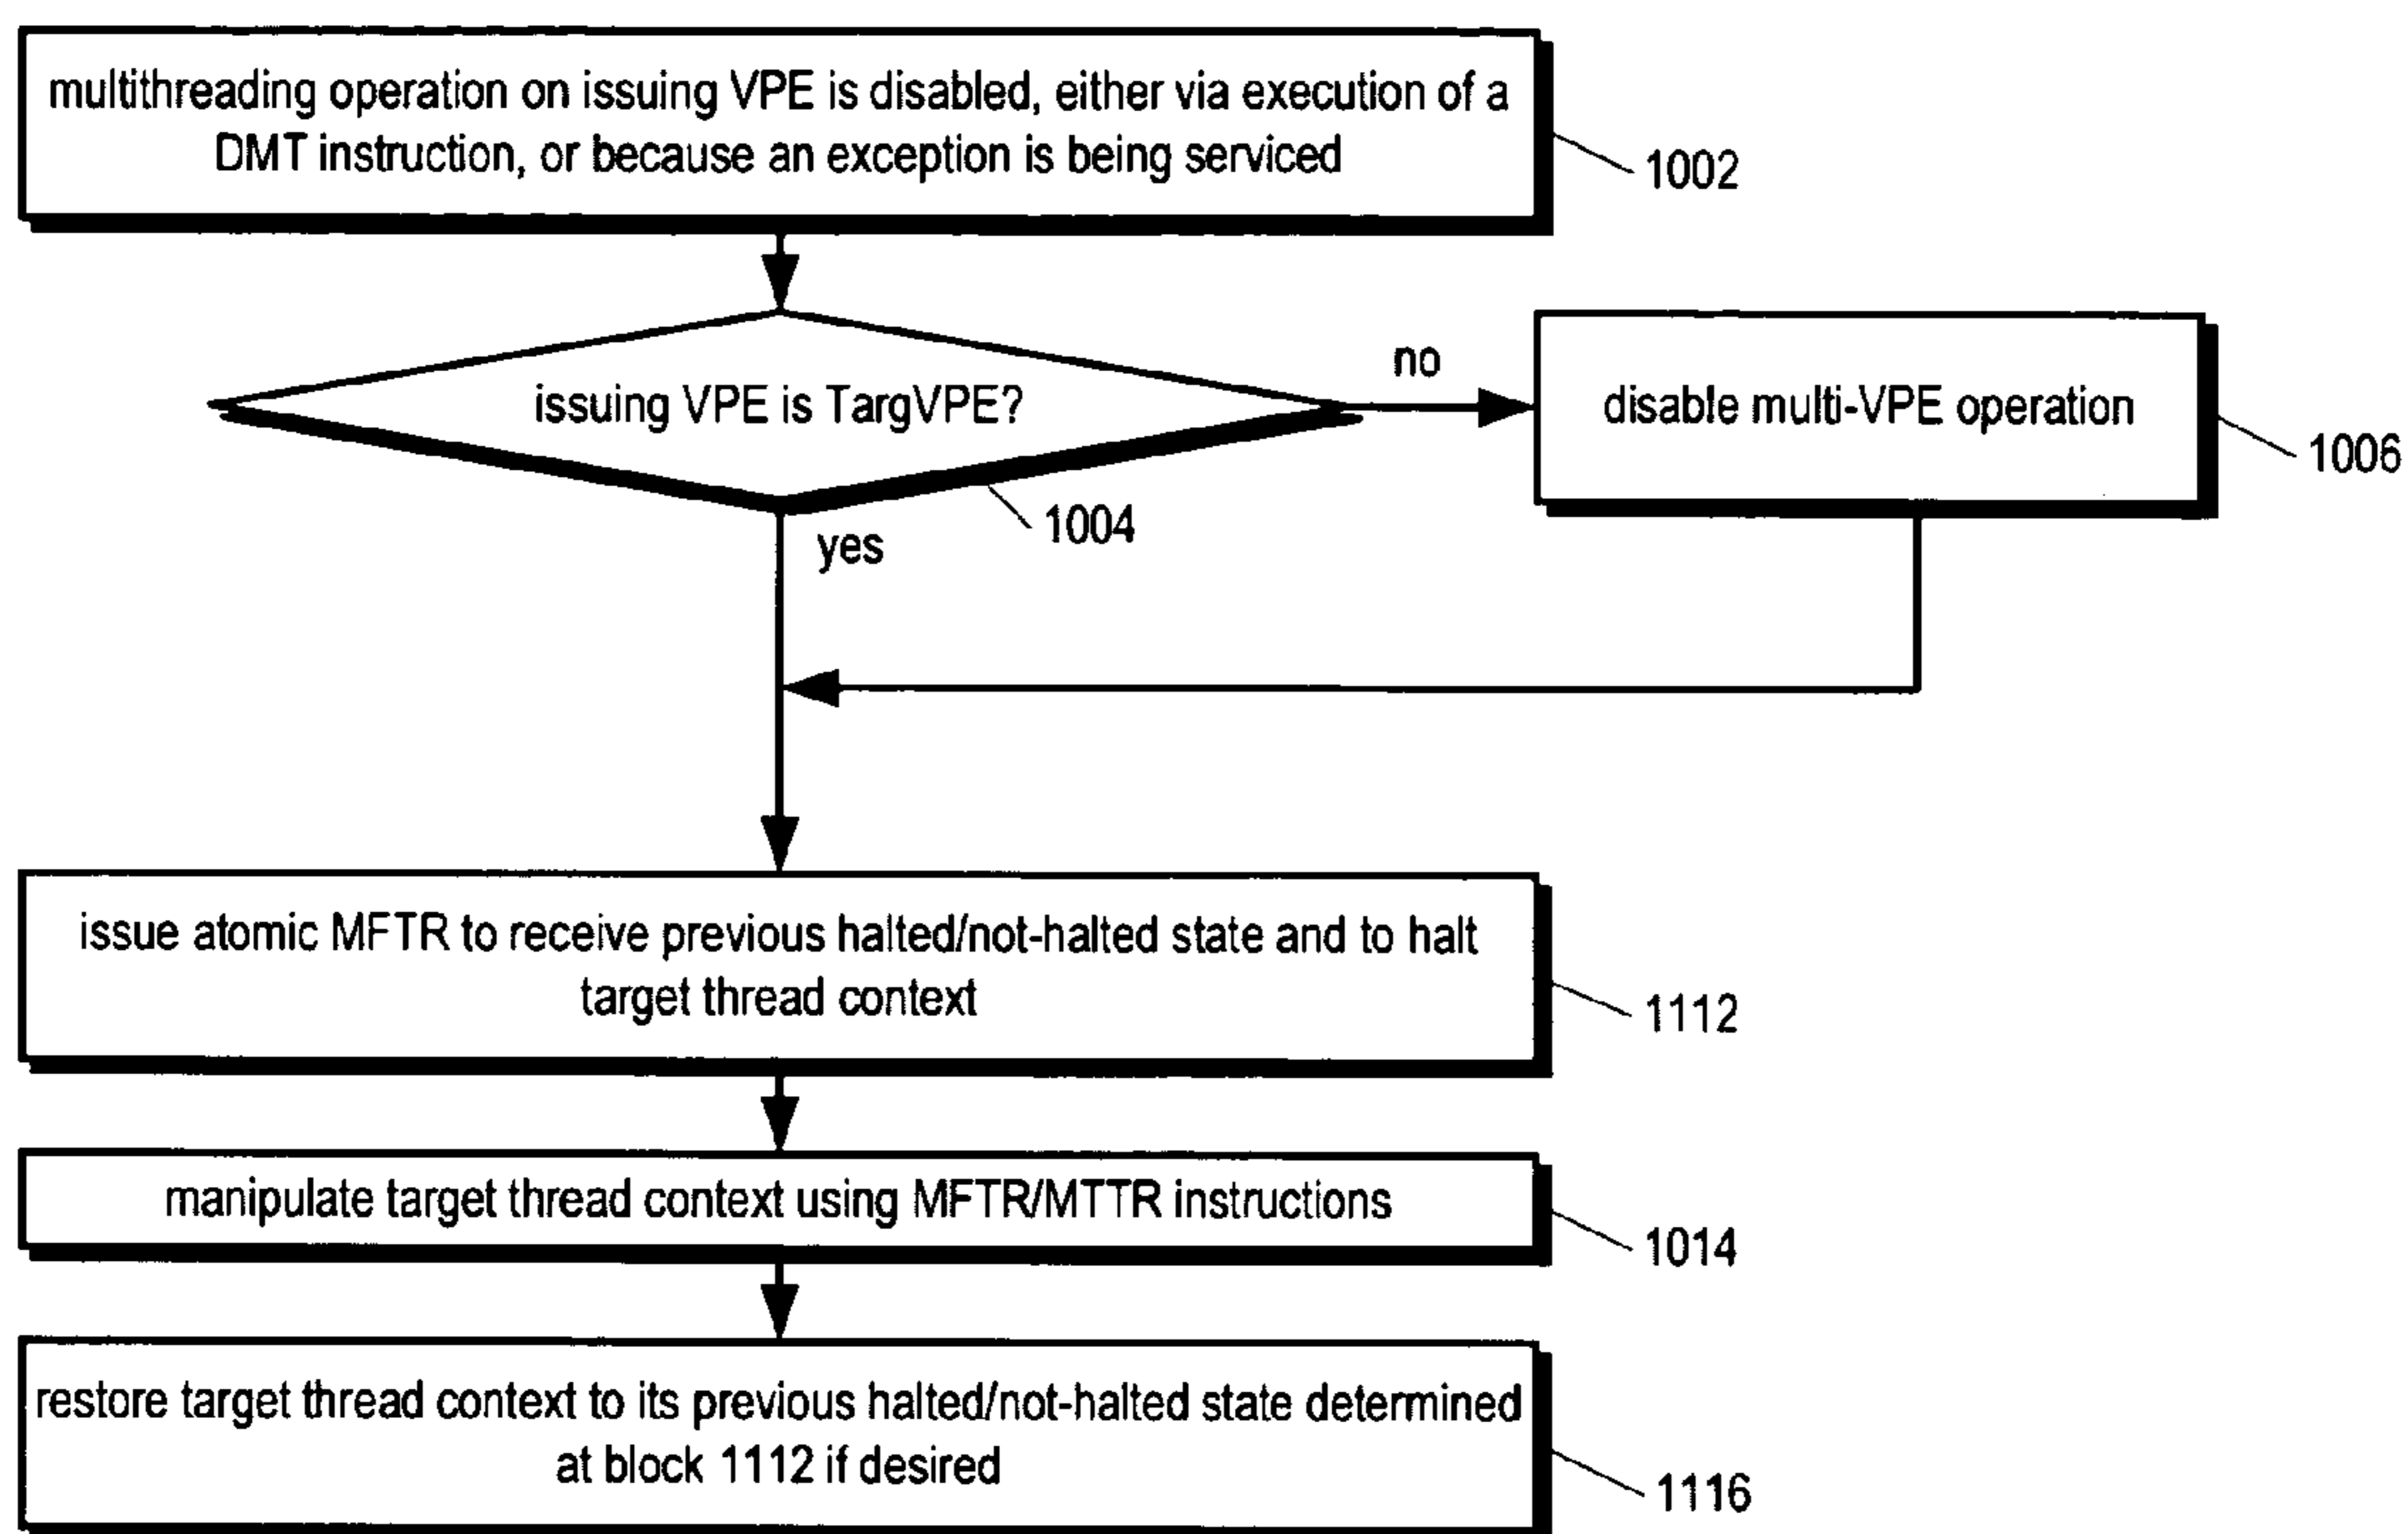 multithreading operation on issuing VPE is disabled, either via execution of a
DMT instruction, or because an exception is being serviced
1002
issuing VPE is TargVPE?
no
disable multi-VPE operation
1006
1004
yes
issue atomic MFTR to receive previous halted/not-halted state and to halt
target thread context
1112
manipulate target thread context using MFTR/MTTR instructions
1014
restore target thread context to its previous halted/not-halted state determined
at block 1112 if desired
1116